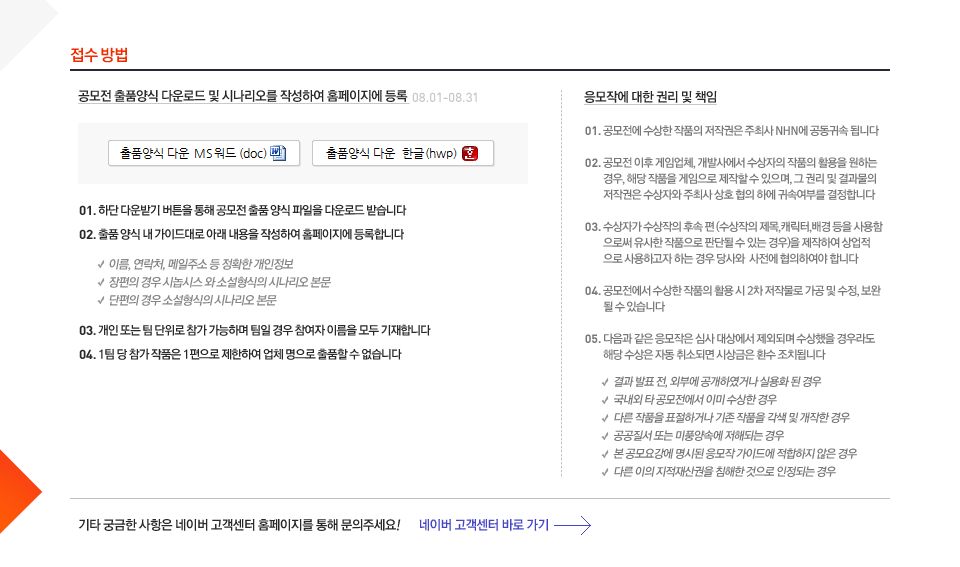 접수 방법
공모전 출품양식 다운로드 및 시나리오를 작성하여 홈페이지에 등록 08.01-08.31
출품양식 다운 MS워드 (doc)
출품양식 다운 한글(hwp)
01. 하단 다운받기 버튼을 통해 공모전 출품 양식 파일을 다운로드 받습니다
02. 출품 양식 내 가이드대로 아래 내용을 작성하여 홈페이지에 등록합니다
이름, 연락처, 메일주소 등 정확한 개인정보
장편의 경우 시놉시스 와 소설형식의 시나리오 본문
단편의 경우 소설형식의 시나리오 본문
03. 개인 또는 팀 단위로 참가 가능하며 팀일 경우 참여자 이름을 모두 기재합니다
04. 1팀 당 참가 작품은 1편으로 제한하여 업체 명으로 출품할 수 없습니다
응모작에 대한 권리 및 책임
01. 공모전에 수상한 작품의 저작권은 주최사 NHN에 공동귀속 됩니다
02. 공모전 이후 게임업체, 개발사에서 수상자의 작품의 활용을 원하는
경우, 해당 작품을 게임으로 제작할 수 있으며, 그 권리 및 결과물의
저작권은 수상자와 주최사 상호 협의 하에 귀속여부를 결정합니다
03. 수상자가 수상작의 후속 편 (수상작의 제목,캐릭터,배경 등을 사용함
으로써 유사한 작품으로 판단될 수 있는 경우)을 제작하여 상업적
으로 사용하고자 하는 경우 당사와 사전에 협의하여야 합니다
04. 공모전에서 수상한 작품의 활용 시 2차 저작물로 가공 및 수정, 보완
될 수 있습니다
05. 다음과 같은 응모작은 심사 대상에서 제외되며 수상했을 경우라도
해당 수상은 자동 취소되면 시상금은 환수 조치됩니다
결과 발표 전, 외부에 공개하였거나 실용화 된 경우
국내외 타 공모전에서 이미 수상한 경우
다른 작품을 표절하거나 기존 작품을 각색 및 개작한 경우
공공질서 또는 미풍양속에 저해되는 경우
본 공모요강에 명시된 응모작 가이드에 적합하지 않은 경우
다른 이의 지적재산권을 침해한 것으로 인정되는 경우
기타 궁금한 사항은 네이버 고객센터 홈페이지를 통해 문의주세요! 네이버 고객센터 바로 가기